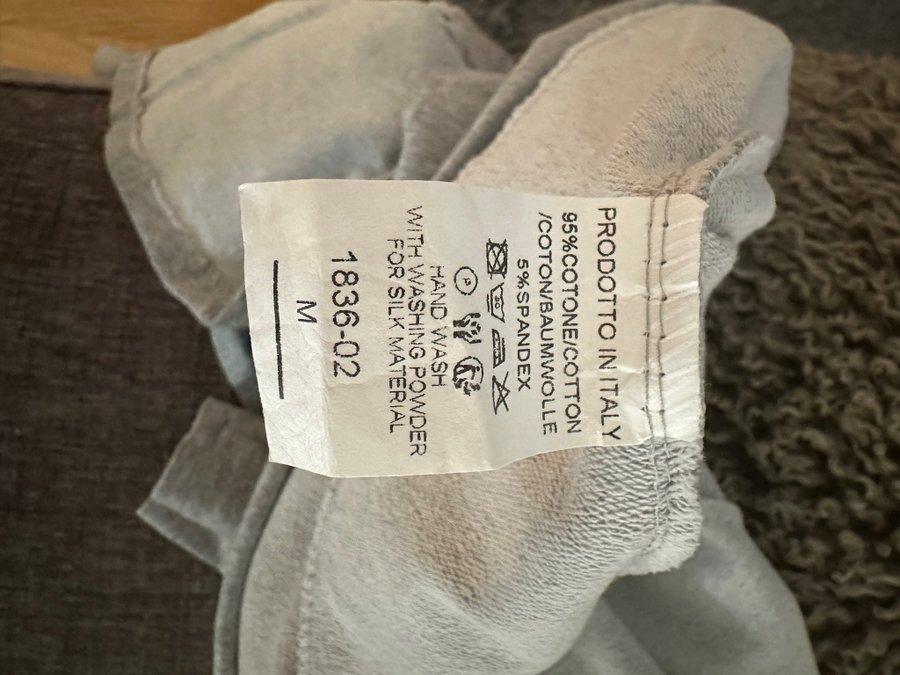 PRODOTTO IN ITALY
95%COTONE/COTTON
/COTON/BAUMWOLLE
5%SPANDEX
P
HAND WASH
WITH WASHING POWDER
FOR SILK MATERIAL
1836-02
M